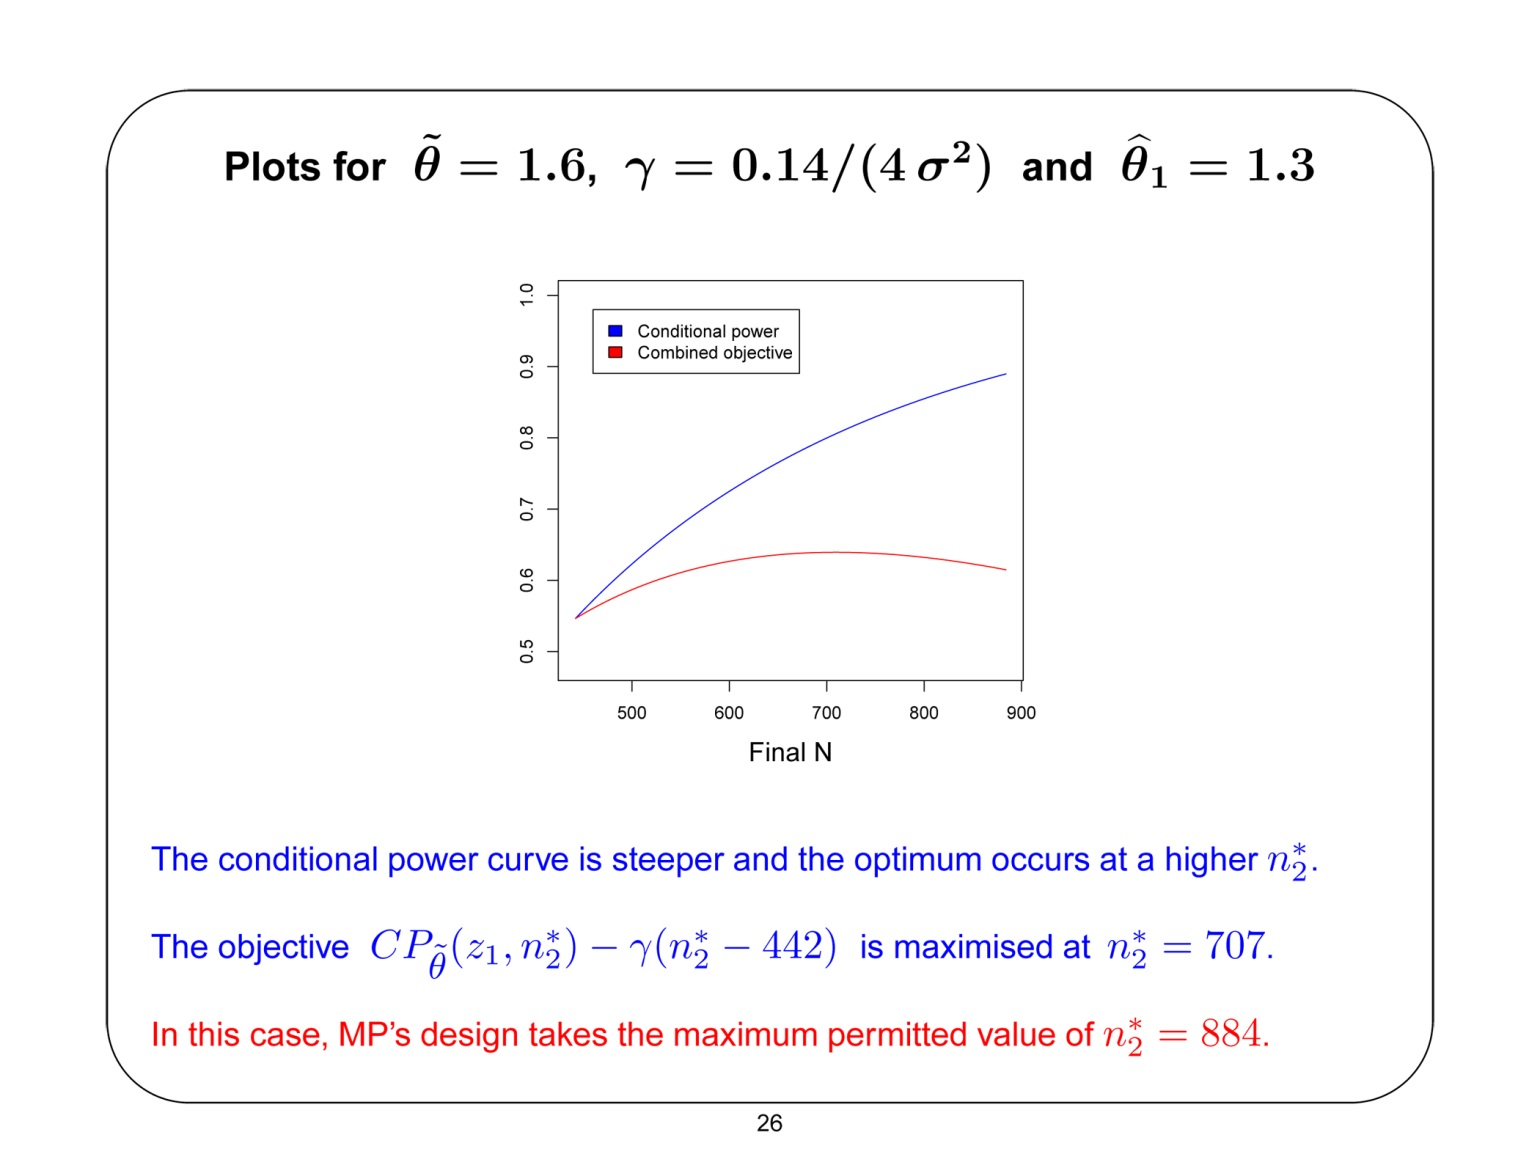 Plots for θ̃ = 1.6, γ = 0.14/(4 σ²) and θ̂₁ = 1.3
Conditional power
Combined objective
1.0
0.9
0.8
0.7
0.6
0.5
500 600 700 800 900
Final N
The conditional power curve is steeper and the optimum occurs at a higher n₂*.
The objective CP_θ̃(z₁, n₂*) − γ(n₂* − 442) is maximised at n₂* = 707.
In this case, MP’s design takes the maximum permitted value of n₂* = 884.
26